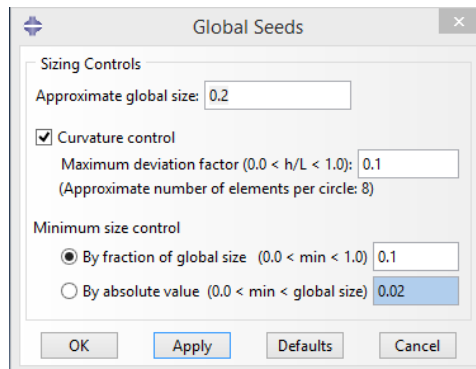 Global Seeds
Sizing Controls
Approximate global size: 0.2
Curvature control
Maximum deviation factor (0.0 < h/L < 1.0): 0.1
(Approximate number of elements per circle: 8)
Minimum size control
By fraction of global size (0.0 < min < 1.0) 0.1
By absolute value (0.0 < min < global size) 0.02
OK Apply Defaults Cancel